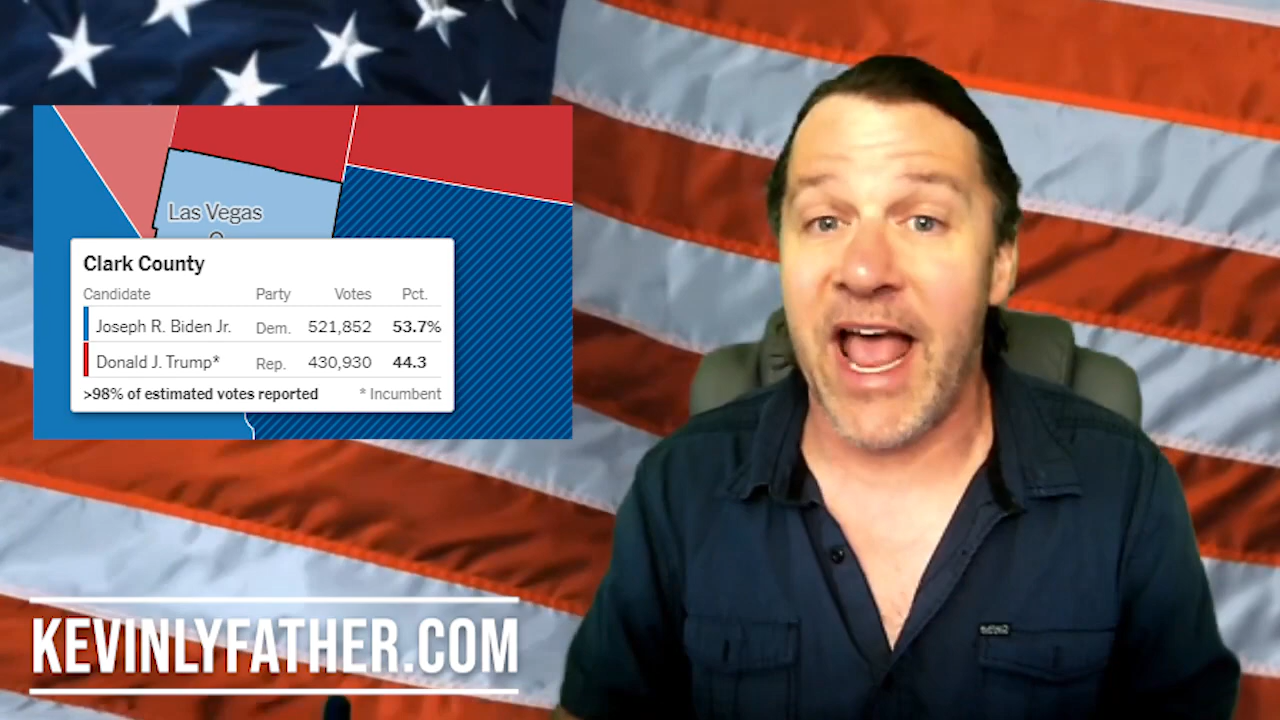 Las Vegas
Clark County
Candidate Party Votes Pct.
Joseph R. Biden Jr. Dem. 521,852 53.7%
Donald J. Trump* Rep. 430,930 44.3
>98% of estimated votes reported * Incumbent
KEVINLYFATHER.COM